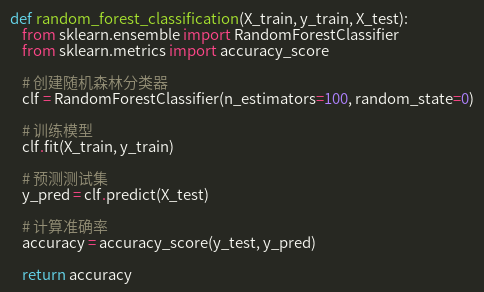 def random_forest_classification(X_train, y_train, X_test):
from sklearn.ensemble import RandomForestClassifier
from sklearn.metrics import accuracy_score
# 创建随机森林分类器
clf = RandomForestClassifier(n_estimators=100, random_state=0)
# 训练模型
clf.fit(X_train, y_train)
# 预测测试集
y_pred = clf.predict(X_test)
# 计算准确率
accuracy = accuracy_score(y_test, y_pred)
return accuracy